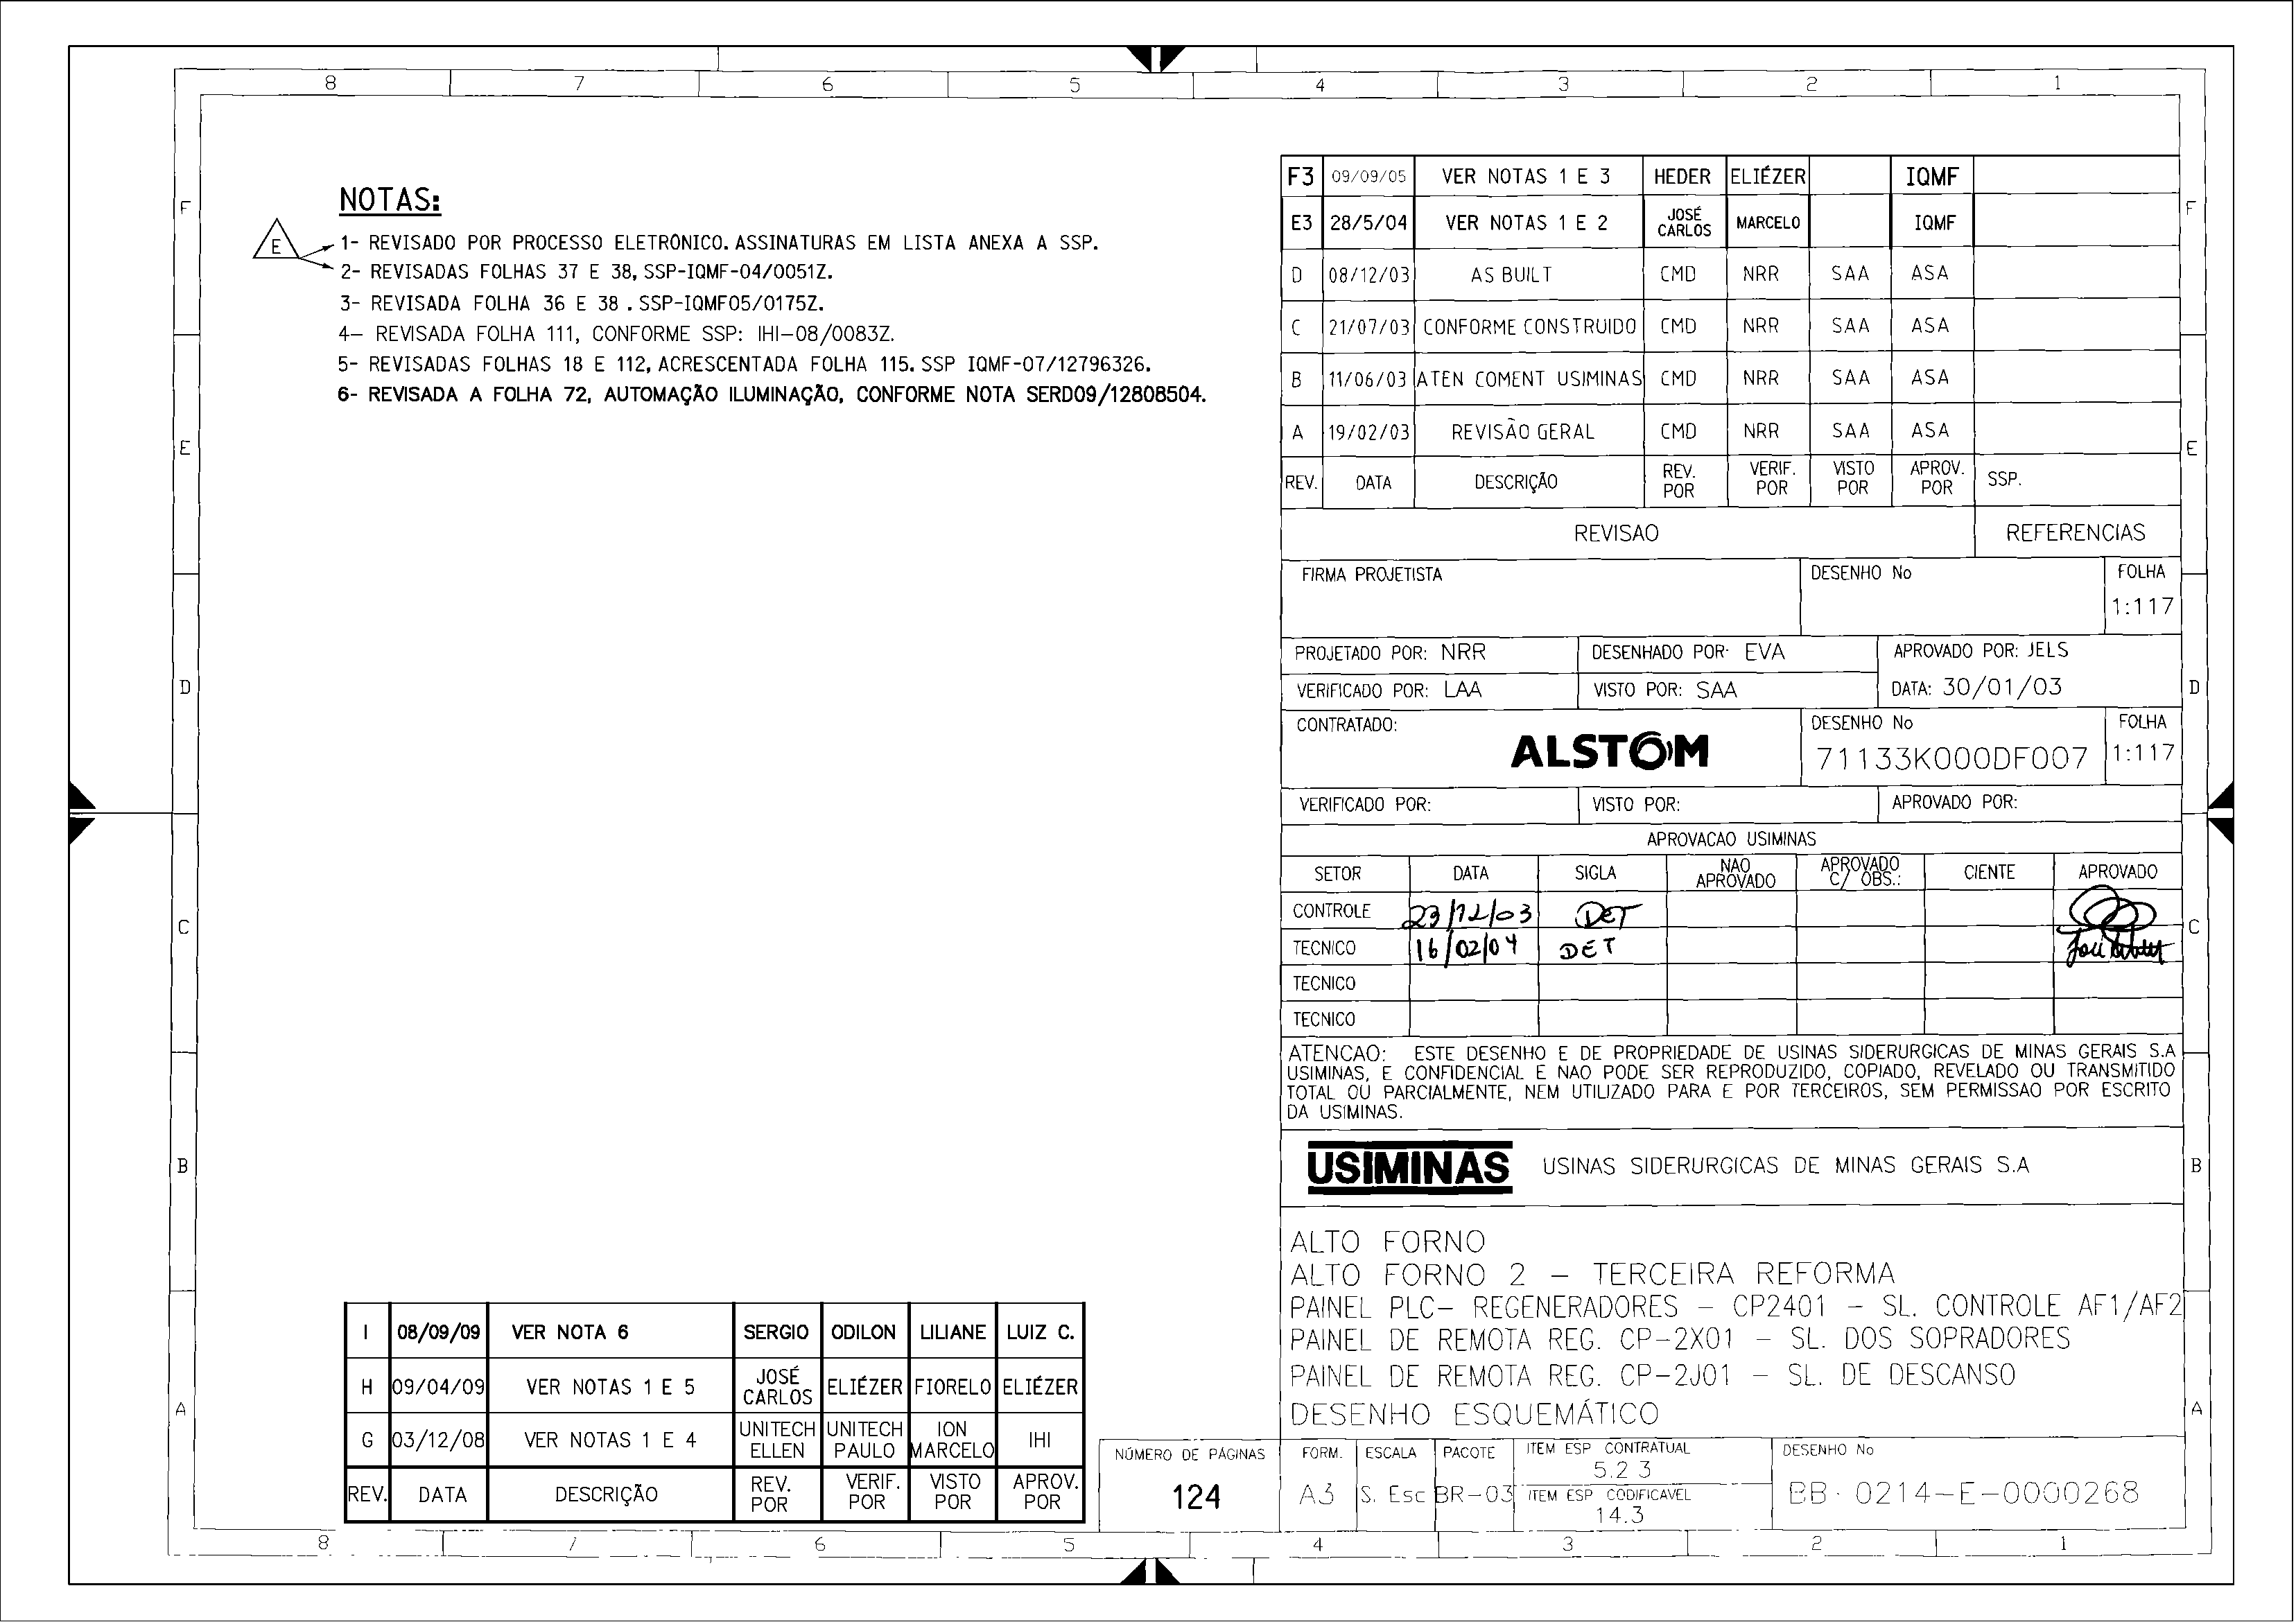 8 7 6 5 4 3 2 1
F
E
D
C
B
A
NOTAS:
E
1- REVISADO POR PROCESSO ELETRÔNICO. ASSINATURAS EM LISTA ANEXA A SSP.
2- REVISADAS FOLHAS 37 E 38, SSP-IQMF-04/0051Z.
3- REVISADA FOLHA 36 E 38 . SSP-IQMF05/0175Z.
4- REVISADA FOLHA 111, CONFORME SSP: IHI-08/0083Z.
5- REVISADAS FOLHAS 18 E 112, ACRESCENTADA FOLHA 115. SSP IQMF-07/12796326.
6- REVISADA A FOLHA 72, AUTOMAÇÃO ILUMINAÇÃO, CONFORME NOTA SERD09/12808504.
F3 09/09/05 VER NOTAS 1 E 3 HEDER ELIÉZER IQMF
E3 28/5/04 VER NOTAS 1 E 2 JOSÉ CARLOS MARCELO IQMF
D 08/12/03 AS BUILT CMD NRR SAA ASA
C 21/07/03 CONFORME CONSTRUIDO CMD NRR SAA ASA
B 11/06/03 ATEN COMENT USIMINAS CMD NRR SAA ASA
A 19/02/03 REVISÃO GERAL CMD NRR SAA ASA
REV. DATA DESCRIÇÃO REV. POR VERIF. POR VISTO POR APROV. POR SSP.
REVISAO REFERENCIAS
FIRMA PROJETISTA DESENHO No FOLHA
1:117
PROJETADO POR: NRR DESENHADO POR· EVA APROVADO POR: JELS
VERIFICADO POR: LAA VISTO POR: SAA DATA: 30/01/03
CONTRATADO: DESENHO No FOLHA
ALSTOM 71133K000DF007 1:117
VERIFICADO POR: VISTO POR: APROVADO POR:
APROVACAO USIMINAS
SETOR DATA SIGLA NAO APROVADO APROVADO C/ OBS.: CIENTE APROVADO
CONTROLE 23/12/03 DET
TECNICO 16/02/04 DET
TECNICO
TECNICO
ATENCAO: ESTE DESENHO E DE PROPRIEDADE DE USINAS SIDERURGICAS DE MINAS GERAIS S.A
USIMINAS, E CONFIDENCIAL E NAO PODE SER REPRODUZIDO, COPIADO, REVELADO OU TRANSMITIDO
TOTAL OU PARCIALMENTE, NEM UTILIZADO PARA E POR TERCEIROS, SEM PERMISSAO POR ESCRITO
DA USIMINAS.
USIMINAS USINAS SIDERURGICAS DE MINAS GERAIS S.A
ALTO FORNO
ALTO FORNO 2 - TERCEIRA REFORMA
PAINEL PLC- REGENERADORES - CP2401 - SL. CONTROLE AF1/AF2
PAINEL DE REMOTA REG. CP-2X01 - SL. DOS SOPRADORES
PAINEL DE REMOTA REG. CP-2J01 - SL. DE DESCANSO
DESENHO ESQUEMÁTICO
I 08/09/09 VER NOTA 6 SERGIO ODILON LILIANE LUIZ C.
H 09/04/09 VER NOTAS 1 E 5 JOSÉ CARLOS ELIÉZER FIORELO ELIÉZER
G 03/12/08 VER NOTAS 1 E 4 UNITECH ELLEN UNITECH PAULO ION MARCELO IHI
REV. DATA DESCRIÇÃO REV. POR VERIF. POR VISTO POR APROV. POR
NÚMERO DE PÁGINAS FORM. ESCALA PACOTE ITEM ESP CONTRATUAL DESENHO No
5.2 3
124 A3 S. Esc BR-03 ITEM ESP CODIFICAVEL BB· 0214-E-0000268
14.3
F
E
D
C
B
A
8 7 6 5 4 3 2 1